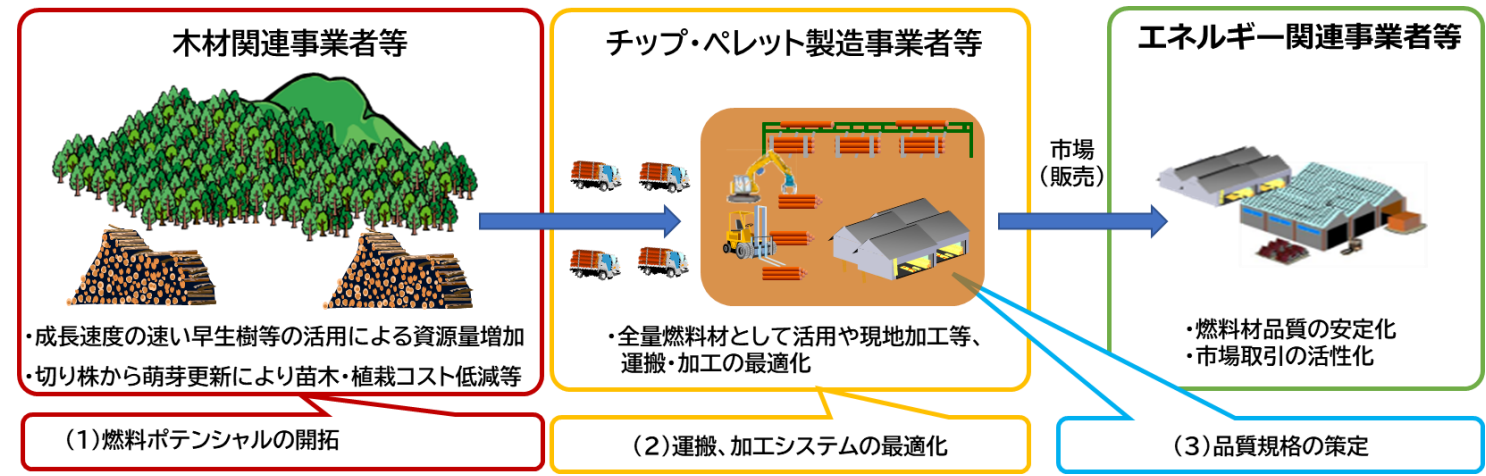 木材関連事業者等
・成長速度の速い早生樹等の活用による資源量増加
・切り株から萌芽更新により苗木・植栽コスト低減等
(1)燃料ポテンシャルの開拓
チップ・ペレット製造事業者等
・全量燃料材として活用や現地加工等、
運搬・加工の最適化
(2)運搬、加工システムの最適化
市場
(販売)
エネルギー関連事業者等
・燃料材品質の安定化
・市場取引の活性化
(3)品質規格の策定